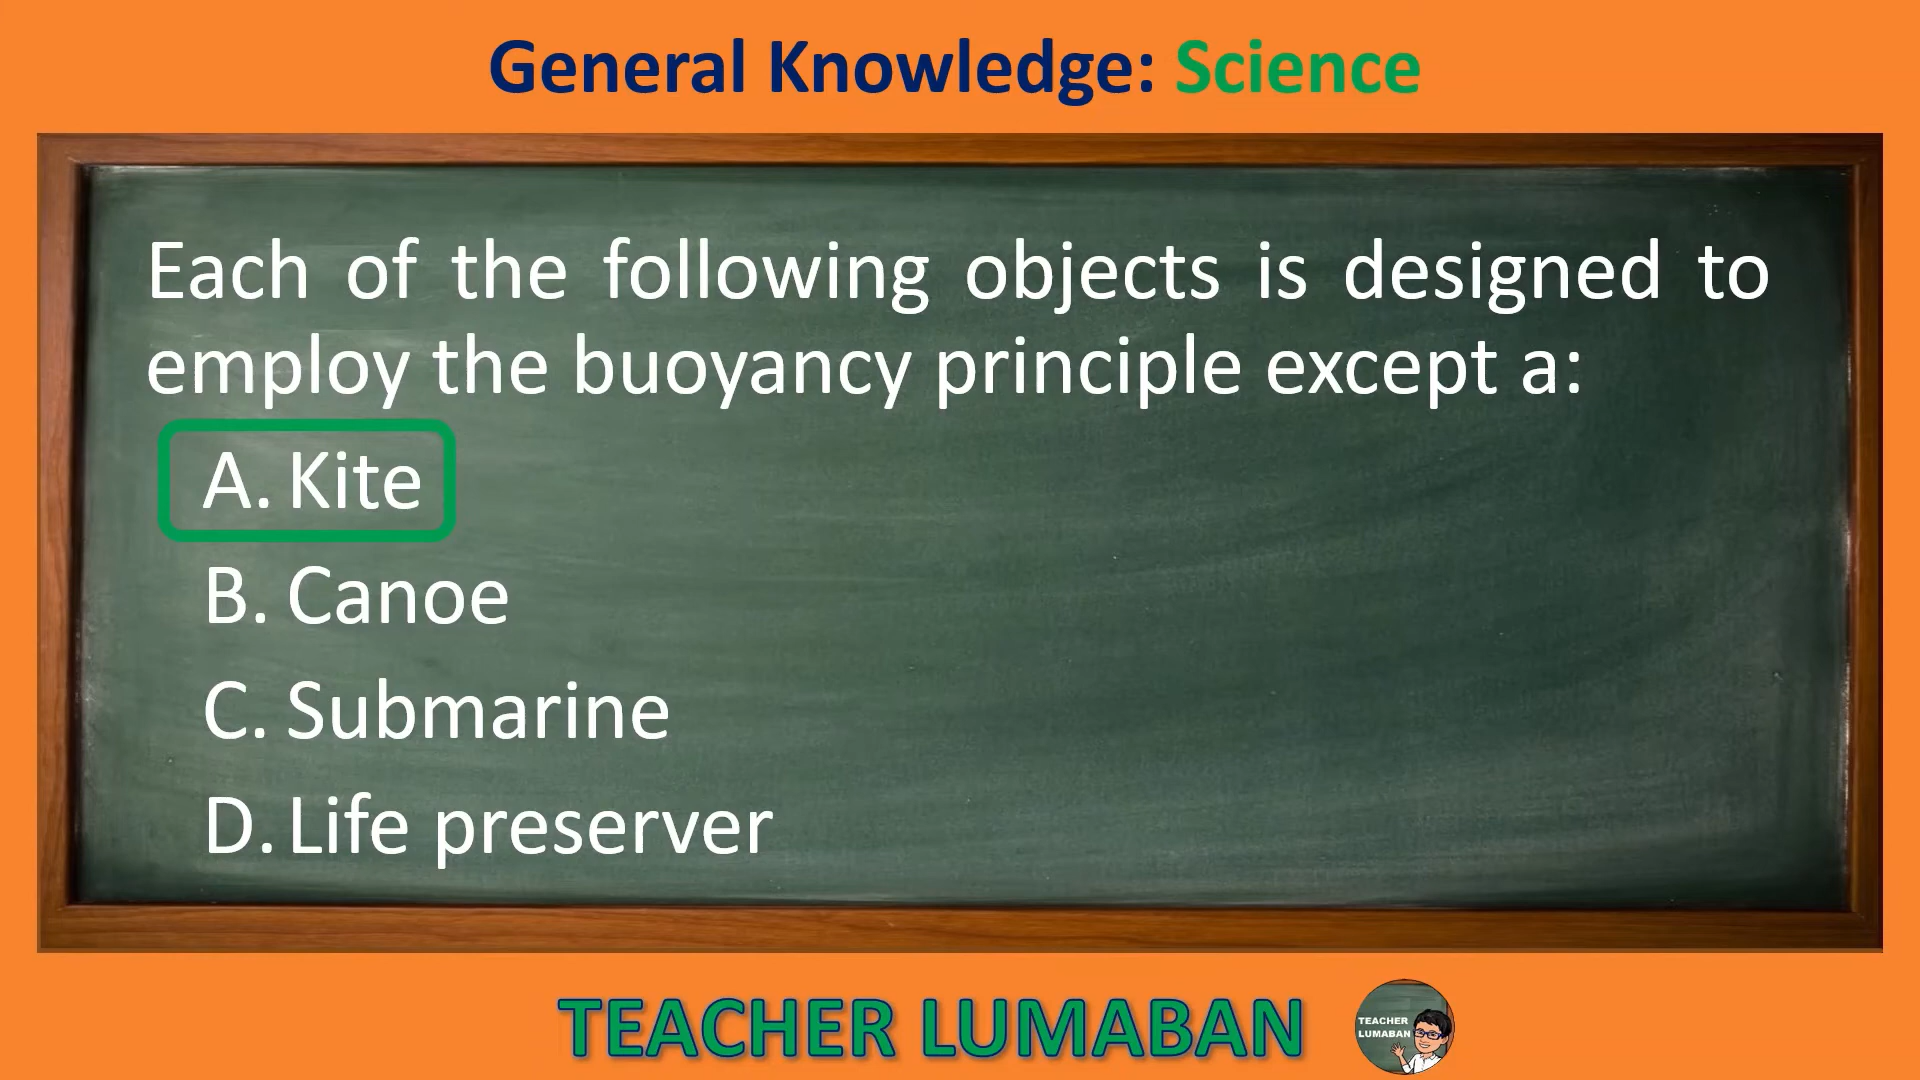 General Knowledge: Science
Each of the following objects is designed to
employ the buoyancy principle except a:
A. Kite
B. Canoe
C. Submarine
D. Life preserver
TEACHER LUMABAN
TEACHER
LUMABAN